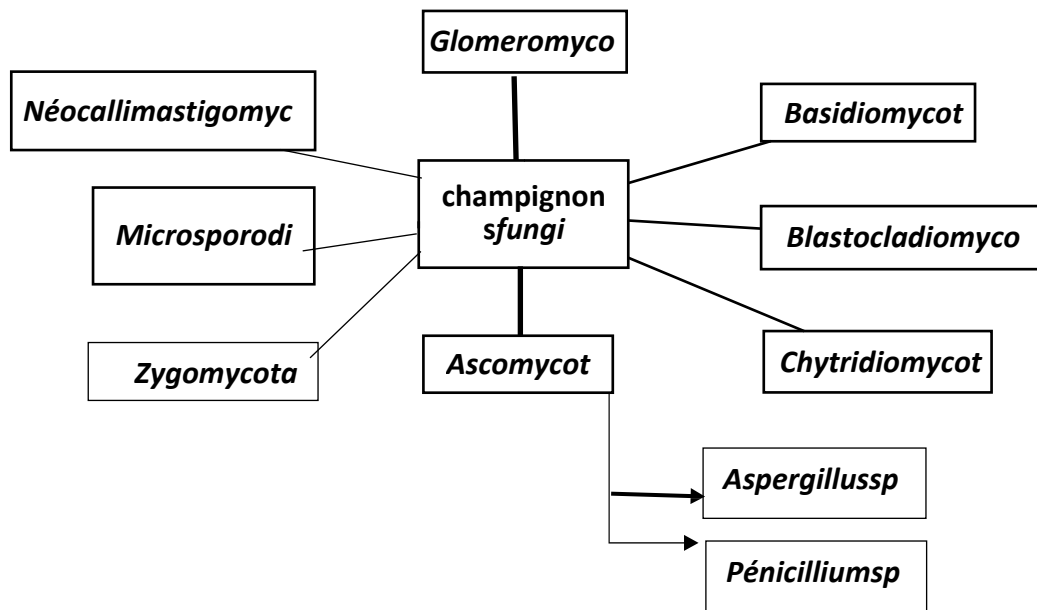 Glomeromyco
Néocallimastigomyc
Basidiomycot
champignon
sfungi
Microsporodi
Blastocladiomyco
Zygomycota
Ascomycot
Chytridiomycot
Aspergillussp
Pénicilliumsp